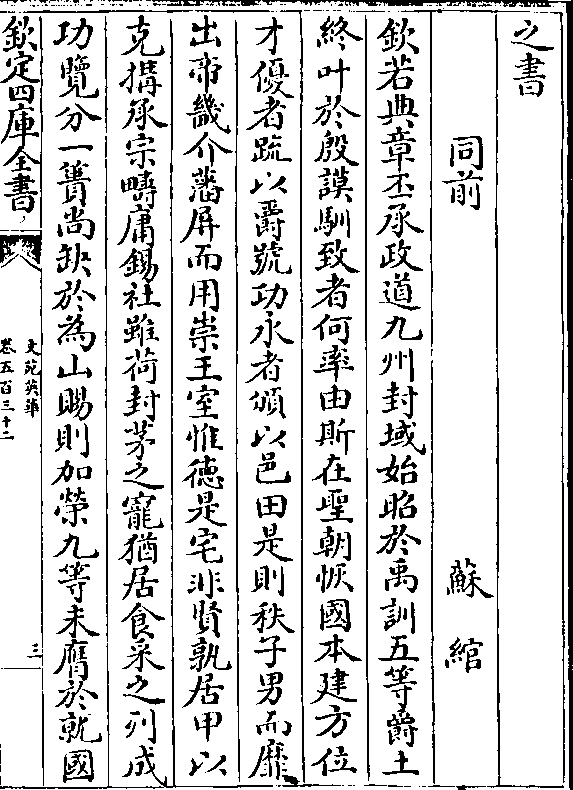 之書
同前 蘇綰
欽若典章丕承政道九州封域始昭於禹訓五等爵土
終叶於殷謨馴致者何率由斯在聖朝恢國本建方位
才優者疏以爵號功永者頒以邑田是則秩子男而靡
出帝畿介藩屏而用崇王室惟德是宅非賢孰居甲以
克搆承宗疇庸錫社雖荷封茅之寵猶居食采之列成
功覽分一簣尚缺於為山賜則加榮九等未膺於就國
欽定四庫全書
文苑英華
卷五百三十二
三